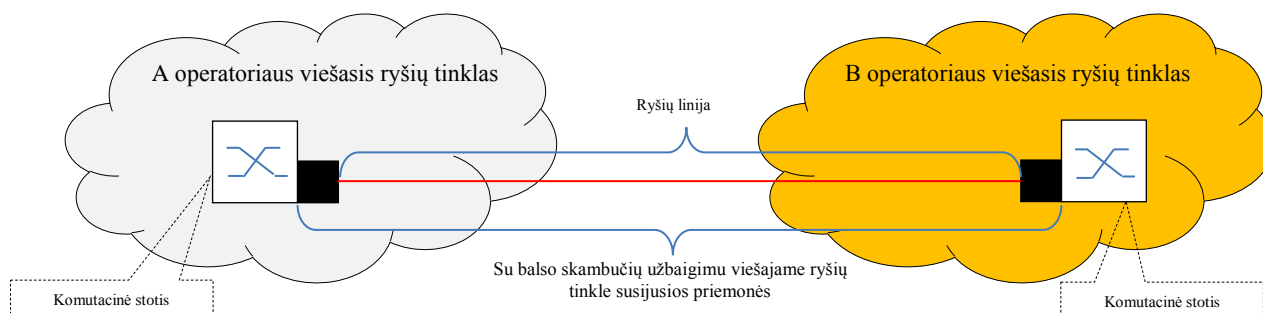 A operatoriaus viešasis ryšių tinklas
B operatoriaus viešasis ryšių tinklas
Ryšių linija
Su balso skambučių užbaigimu viešajame ryšių
tinkle susijusios priemonės
Komutacinė stotis
Komutacinė stotis